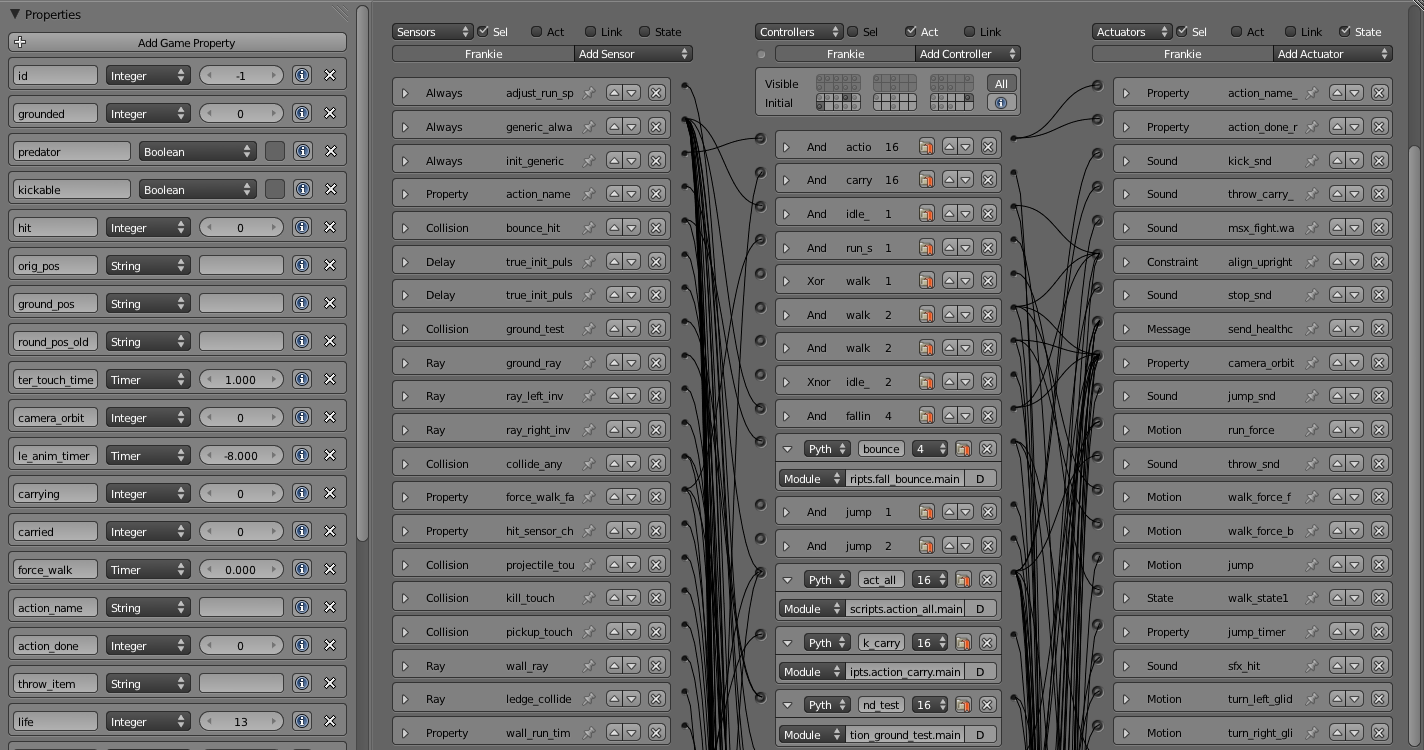 Properties
Add Game Property
id Integer -1
grounded Integer 0
predator Boolean
kickable Boolean
hit Integer 0
orig_pos String
ground_pos String
round_pos_old String
ter_touch_time Timer 1.000
camera_orbit Integer 0
le_anim_timer Timer -8.000
carrying Integer 0
carried Integer 0
force_walk Timer 0.000
action_name String
action_done Integer 0
throw_item String
life Integer 13
Sensors Sel Act Link State
Frankie Add Sensor
Always adjust_run_sp
Always generic_alwa
Always init_generic
Property action_name
Collision bounce_hit
Delay true_init_puls
Delay true_init_puls
Collision ground_test
Ray ground_ray
Ray ray_left_inv
Ray ray_right_inv
Collision collide_any
Property force_walk_fa
Property hit_sensor_ch
Collision projectile_tou
Collision kill_touch
Collision pickup_touch
Ray wall_ray
Ray ledge_collide
Property wall_run_tim
Controllers Sel Act Link
Frankie Add Controller
Visible All
Initial
And actio 16
And carry 16
And idle_ 1
And run_s 1
Xor walk 1
And walk 2
And walk 2
Xnor idle_ 2
And fallin 4
Pyth bounce 4
Module ripts.fall_bounce.main D
And jump 1
And jump 2
Pyth act_all 16
Module scripts.action_all.main D
Pyth k_carry 16
Module ipts.action_carry.main D
Pyth nd_test 16
Module tion_ground_test.main D
Actuators Sel Act Link State
Frankie Add Actuator
Property action_name_
Property action_done_r
Sound kick_snd
Sound throw_carry_
Sound msx_fight.wa
Constraint align_upright
Sound stop_snd
Message send_healthc
Property camera_orbit
Sound jump_snd
Motion run_force
Sound throw_snd
Motion walk_force_f
Motion walk_force_b
Motion jump
State walk_state1
Property jump_timer
Sound sfx_hit
Motion turn_left_glid
Motion turn_right_gli